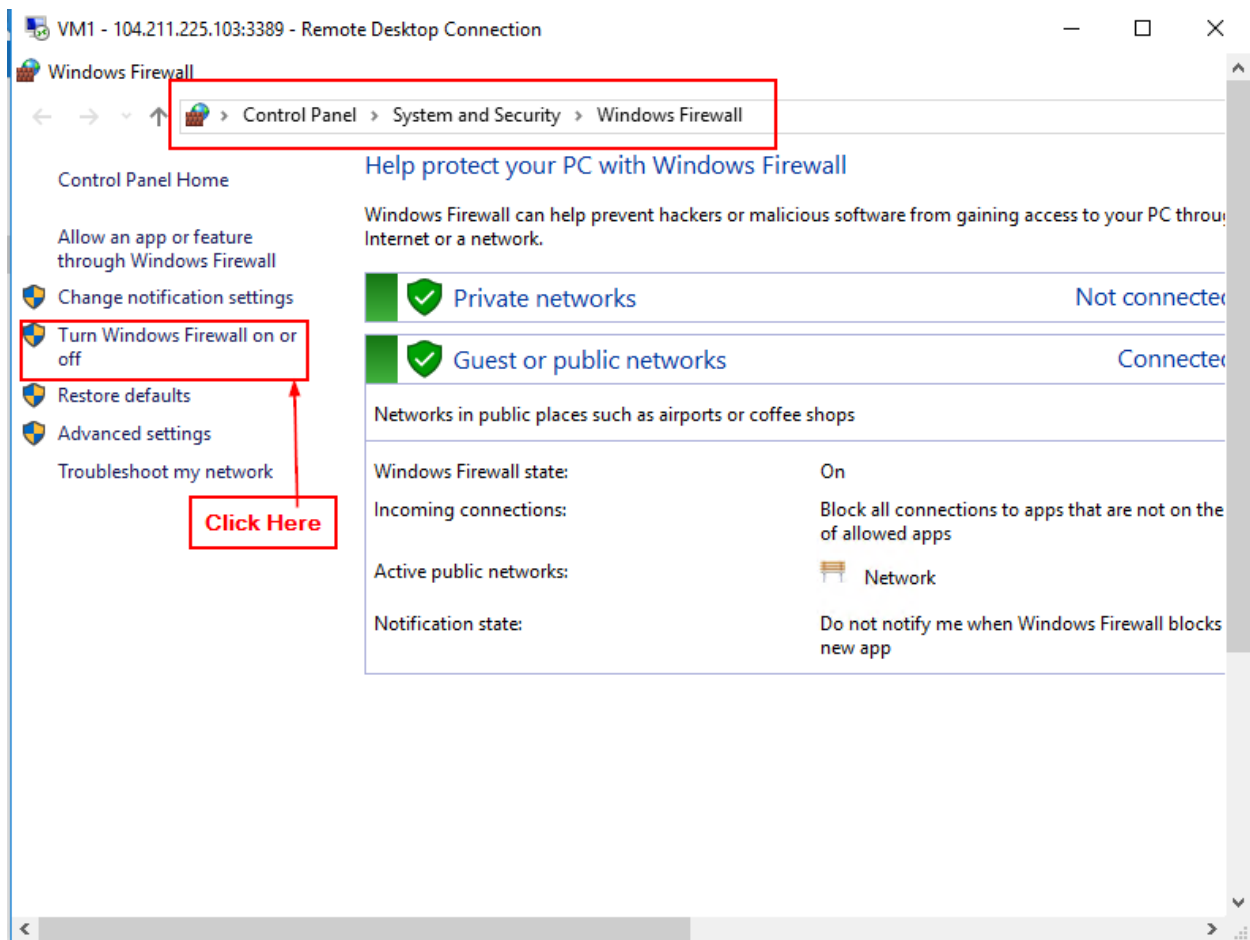 VM1 - 104.211.225.103:3389 - Remote Desktop Connection
Windows Firewall
Control Panel > System and Security > Windows Firewall
Control Panel Home
Allow an app or feature
through Windows Firewall
Change notification settings
Turn Windows Firewall on or
off
Restore defaults
Advanced settings
Troubleshoot my network
Click Here
Help protect your PC with Windows Firewall
Windows Firewall can help prevent hackers or malicious software from gaining access to your PC
Internet or a network.
Private networks
Not connected
Guest or public networks
Connected
Networks in public places such as airports or coffee shops
Windows Firewall state:
On
Incoming connections:
Block all connections to apps that are not on the
of allowed apps
Active public networks:
Network
Notification state:
Do not notify me when Windows Firewall blocks
new app